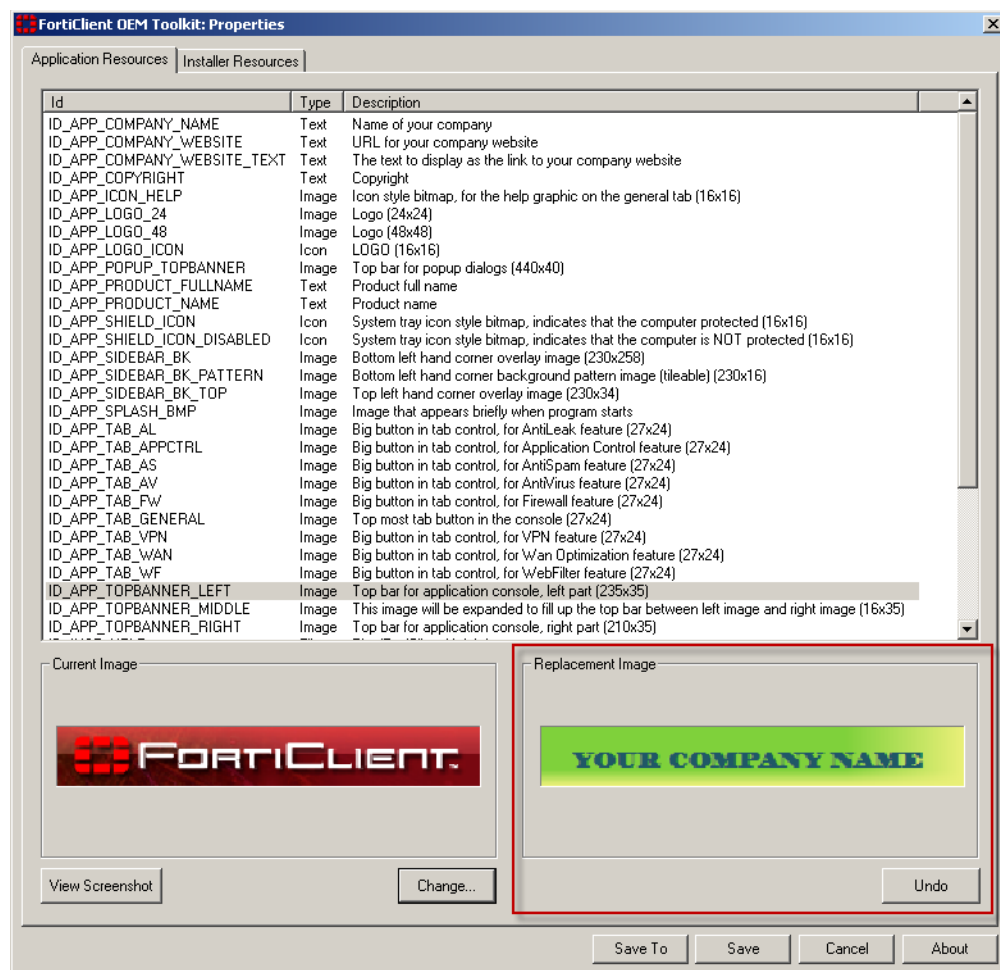 FortiClient OEM Toolkit: Properties
Application Resources Installer Resources
Id Type Description
ID_APP_COMPANY_NAME Text Name of your company
ID_APP_COMPANY_WEBSITE Text URL for your company website
ID_APP_COMPANY_WEBSITE_TEXT Text The text to display as the link to your company website
ID_APP_COPYRIGHT Text Copyright
ID_APP_ICON_HELP Image Icon style bitmap, for the help graphic on the general tab (16x16)
ID_APP_LOGO_24 Image Logo (24x24)
ID_APP_LOGO_48 Image Logo (48x48)
ID_APP_LOGO_ICON Icon LOGO (16x16)
ID_APP_POPUP_TOPBANNER Image Top bar for popup dialogs (440x40)
ID_APP_PRODUCT_FULLNAME Text Product full name
ID_APP_PRODUCT_NAME Text Product name
ID_APP_SHIELD_ICON Icon System tray icon style bitmap, indicates that the computer protected (16x16)
ID_APP_SHIELD_ICON_DISABLED Icon System tray icon style bitmap, indicates that the computer is NOT protected (16x16)
ID_APP_SIDEBAR_BK Image Bottom left hand corner overlay image (230x258)
ID_APP_SIDEBAR_BK_PATTERN Image Bottom left hand corner background pattern image (tileable) (230x16)
ID_APP_SIDEBAR_BK_TOP Image Top left hand corner overlay image (230x34)
ID_APP_SPLASH_BMP Image Image that appears briefly when program starts
ID_APP_TAB_AL Image Big button in tab control, for AntiLeak feature (27x24)
ID_APP_TAB_APPCTRL Image Big button in tab control, for Application Control feature (27x24)
ID_APP_TAB_AS Image Big button in tab control, for AntiSpam feature (27x24)
ID_APP_TAB_AV Image Big button in tab control, for AntiVirus feature (27x24)
ID_APP_TAB_FW Image Big button in tab control, for Firewall feature (27x24)
ID_APP_TAB_GENERAL Image Top most tab button in the console (27x24)
ID_APP_TAB_VPN Image Big button in tab control, for VPN feature (27x24)
ID_APP_TAB_WAN Image Big button in tab control, for Wan Optimization feature (27x24)
ID_APP_TAB_WF Image Big button in tab control, for WebFilter feature (27x24)
ID_APP_TOPBANNER_LEFT Image Top bar for application console, left part (235x35)
ID_APP_TOPBANNER_MIDDLE Image This image will be expanded to fill up the top bar between left image and right image (16x35)
ID_APP_TOPBANNER_RIGHT Image Top bar for application console, right part (210x35)
Current Image Replacement Image
FORTICLIENT YOUR COMPANY NAME
View Screenshot Change... Undo
Save To Save Cancel About